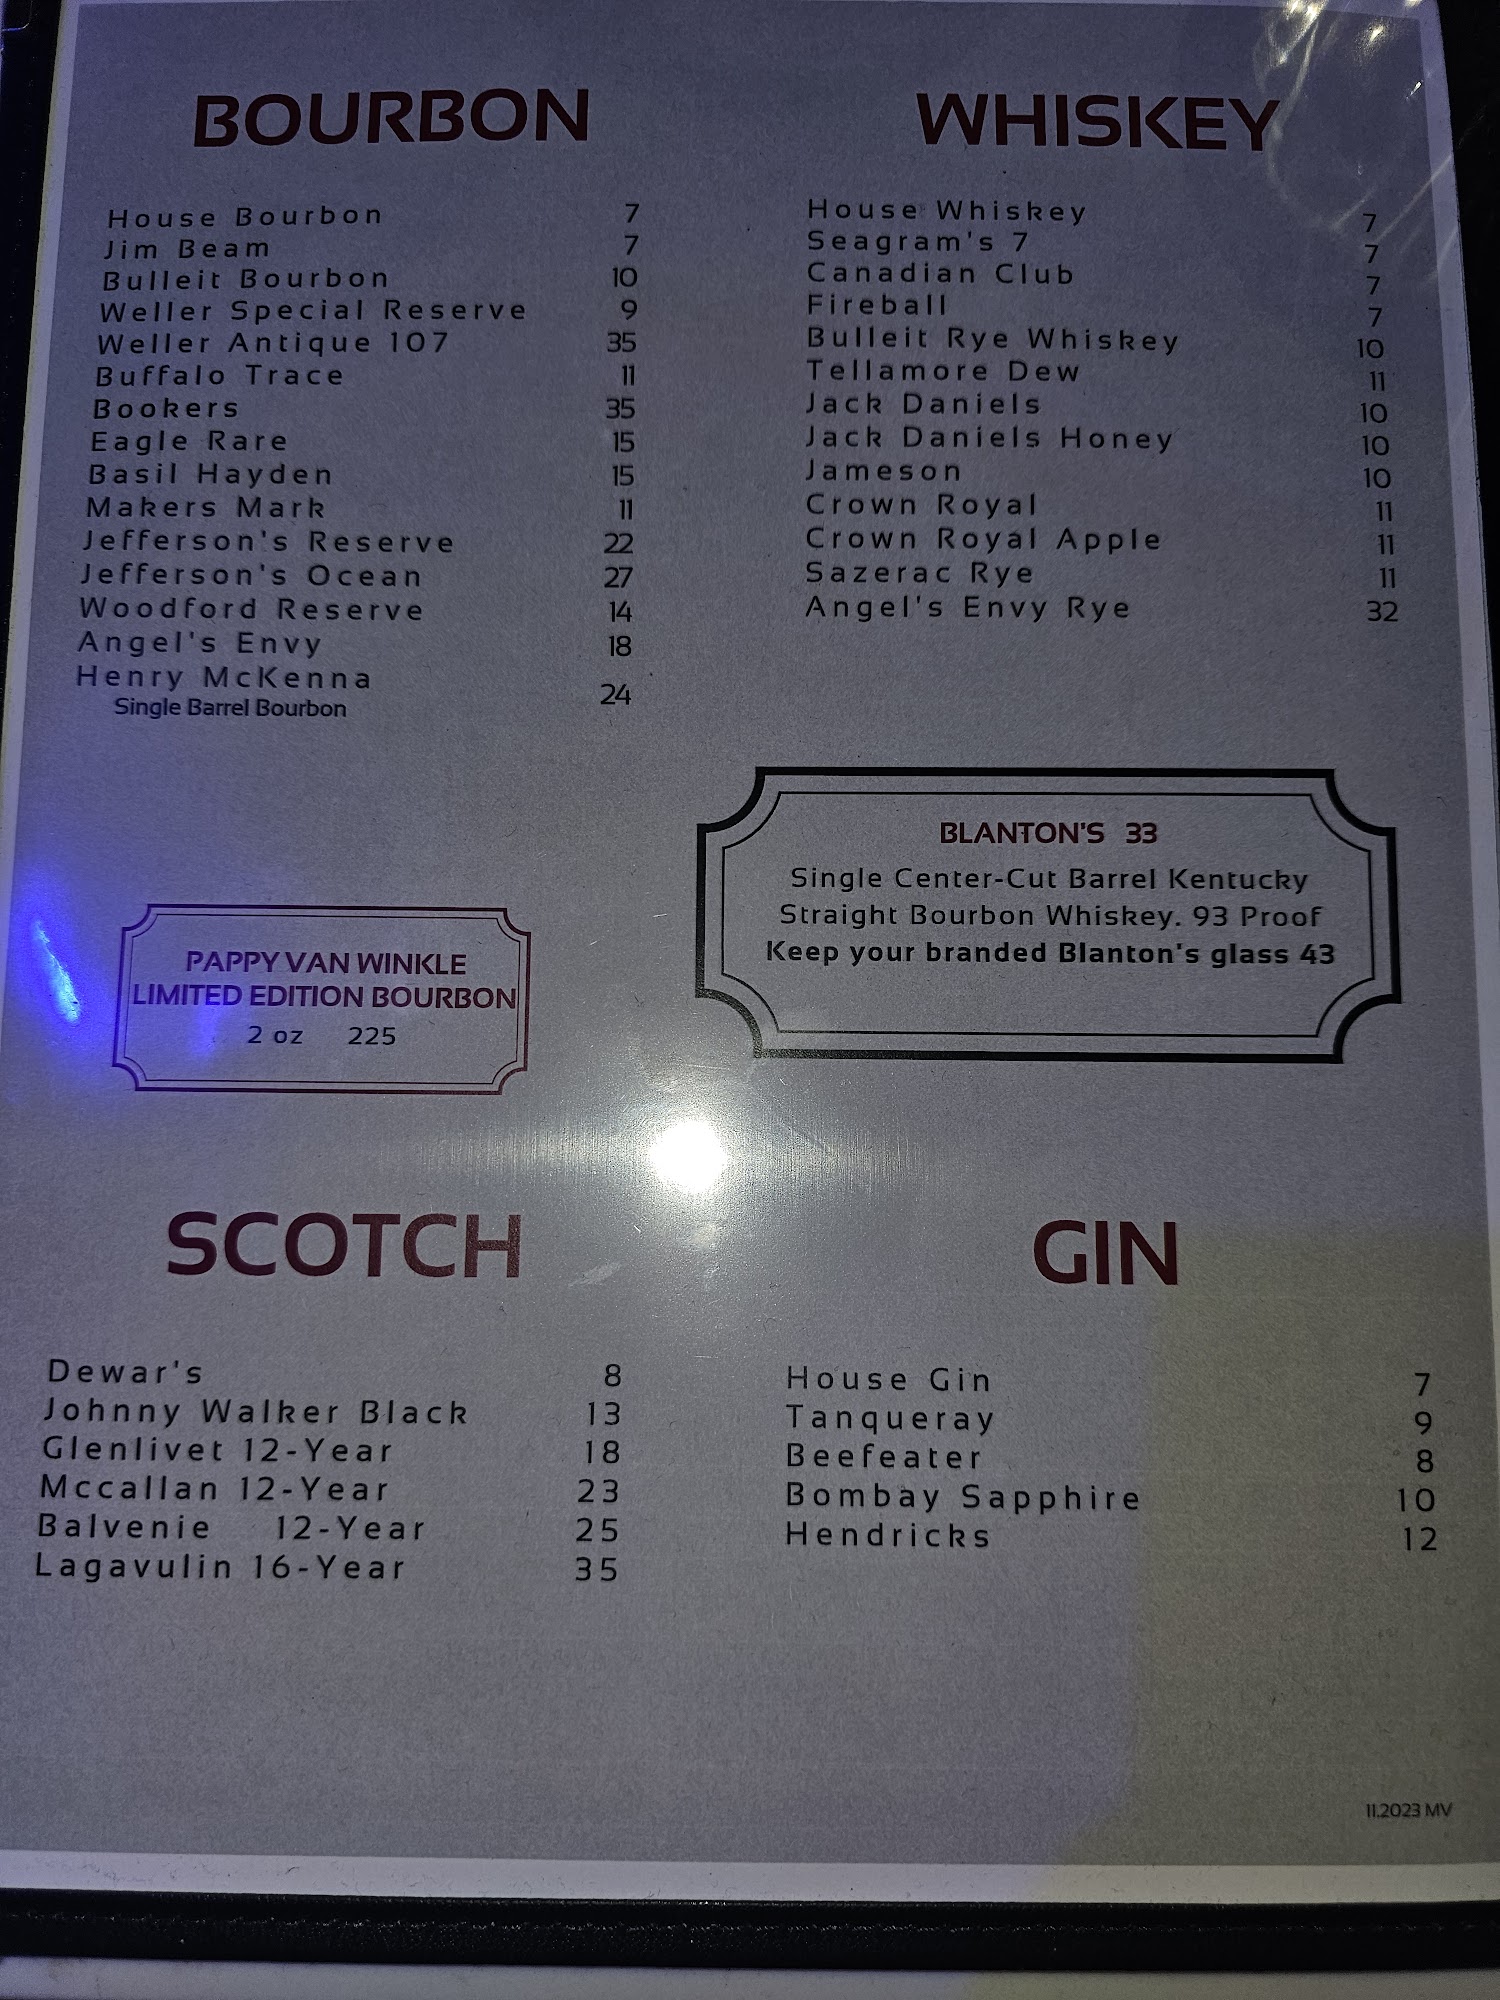 BOURBON
House Bourbon 7
Jim Beam 7
Bulleit Bourbon 10
Weller Special Reserve 9
Weller Antique 107 35
Buffalo Trace 11
Bookers 35
Eagle Rare 15
Basil Hayden 15
Makers Mark 11
Jefferson's Reserve 22
Jefferson's Ocean 27
Woodford Reserve 14
Angel's Envy 18
Henry McKenna 24
Single Barrel Bourbon
WHISKEY
House Whiskey 7
Seagram's 7 7
Canadian Club 7
Fireball 7
Bulleit Rye Whiskey 10
Tellamore Dew 11
Jack Daniels 10
Jack Daniels Honey 10
Jameson 10
Crown Royal 11
Crown Royal Apple 11
Sazerac Rye 11
Angel's Envy Rye 32
BLANTON'S 33
Single Center-Cut Barrel Kentucky
Straight Bourbon Whiskey. 93 Proof
Keep your branded Blanton's glass 43
PAPPY VAN WINKLE
LIMITED EDITION BOURBON
2 oz 225
SCOTCH
Dewar's 8
Johnny Walker Black 13
Glenlivet 12-Year 18
Mccallan 12-Year 23
Balvenie 12-Year 25
Lagavulin 16-Year 35
GIN
House Gin 7
Tanqueray 9
Beefeater 8
Bombay Sapphire 10
Hendricks 12
11.2023 MV